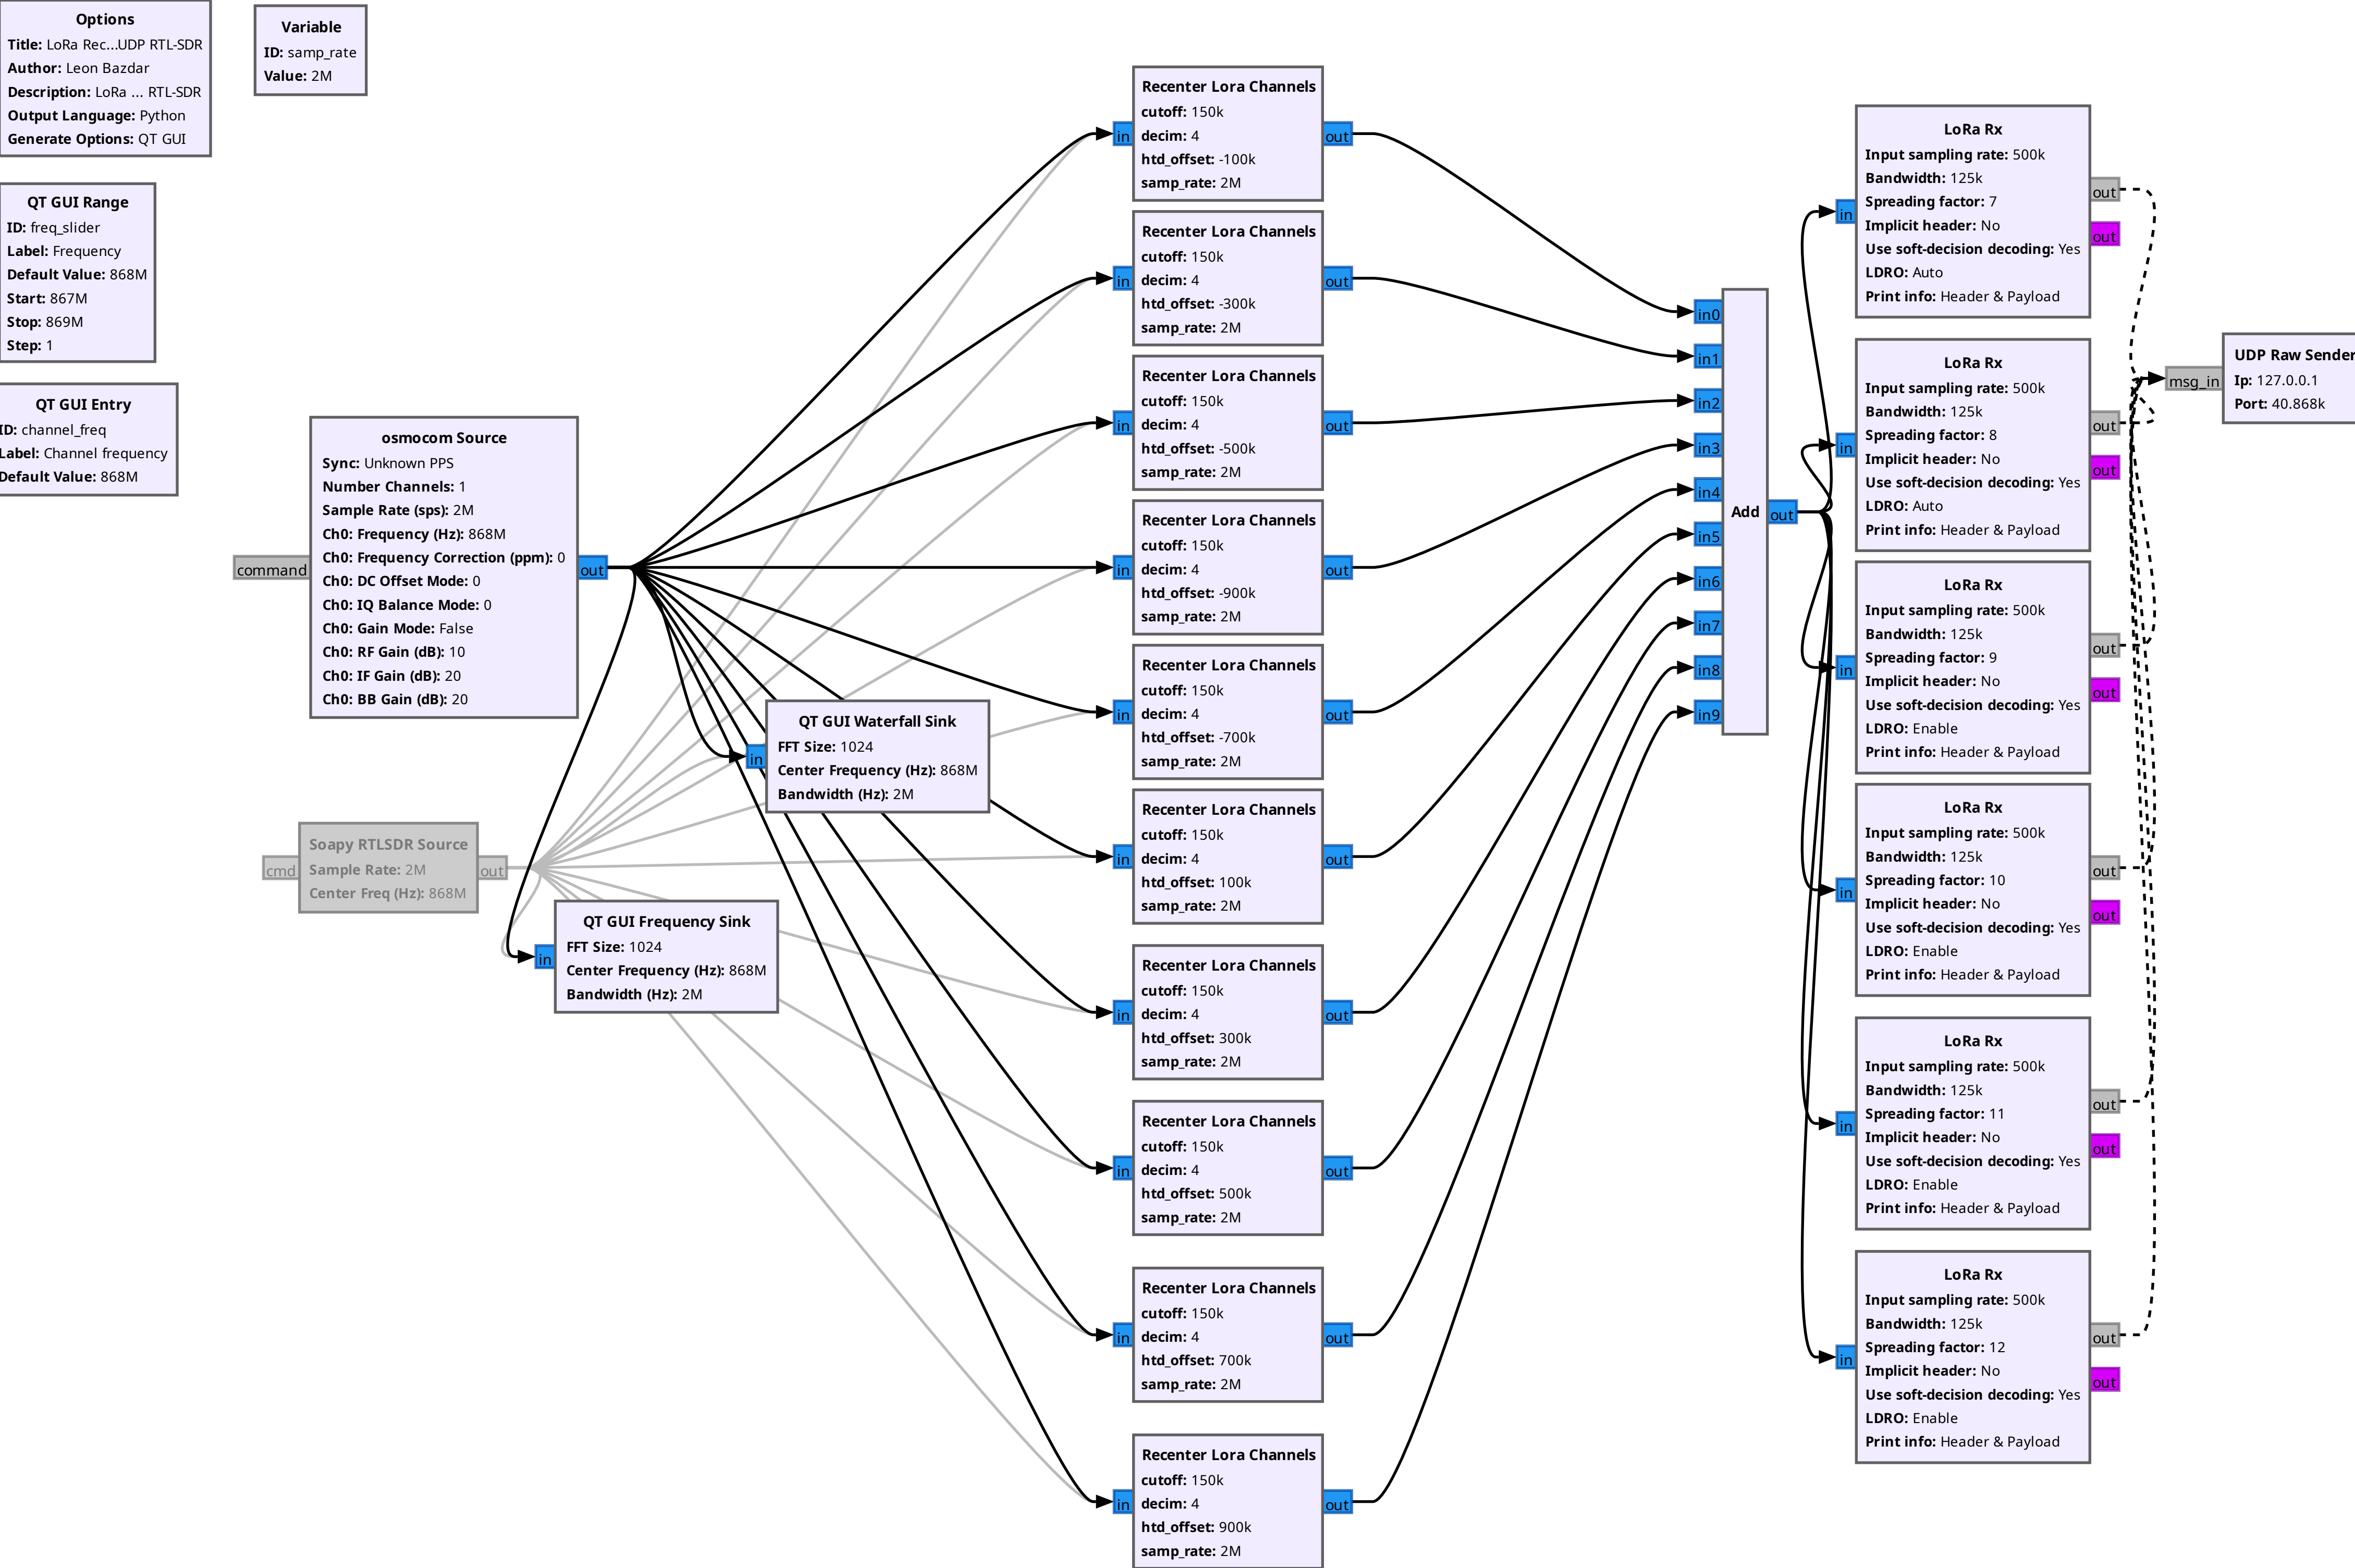 Options
Title: LoRa Rec...UDP RTL-SDR
Author: Leon Bazdar
Description: LoRa ... RTL-SDR
Output Language: Python
Generate Options: QT GUI
Variable
ID: samp_rate
Value: 2M
QT GUI Range
ID: freq_slider
Label: Frequency
Default Value: 868M
Start: 867M
Stop: 869M
Step: 1
QT GUI Entry
ID: channel_freq
Label: Channel frequency
Default Value: 868M
command
osmocom Source
Sync: Unknown PPS
Number Channels: 1
Sample Rate (sps): 2M
Ch0: Frequency (Hz): 868M
Ch0: Frequency Correction (ppm): 0
Ch0: DC Offset Mode: 0
Ch0: IQ Balance Mode: 0
Ch0: Gain Mode: False
Ch0: RF Gain (dB): 10
Ch0: IF Gain (dB): 20
Ch0: BB Gain (dB): 20
out
cmd
Soapy RTLSDR Source
Sample Rate: 2M
Center Freq (Hz): 868M
out
in
QT GUI Waterfall Sink
FFT Size: 1024
Center Frequency (Hz): 868M
Bandwidth (Hz): 2M
in
QT GUI Frequency Sink
FFT Size: 1024
Center Frequency (Hz): 868M
Bandwidth (Hz): 2M
in
Recenter Lora Channels
cutoff: 150k
decim: 4
htd_offset: -100k
samp_rate: 2M
out
in
Recenter Lora Channels
cutoff: 150k
decim: 4
htd_offset: -300k
samp_rate: 2M
out
in
Recenter Lora Channels
cutoff: 150k
decim: 4
htd_offset: -500k
samp_rate: 2M
out
in
Recenter Lora Channels
cutoff: 150k
decim: 4
htd_offset: -900k
samp_rate: 2M
out
in
Recenter Lora Channels
cutoff: 150k
decim: 4
htd_offset: -700k
samp_rate: 2M
out
in
Recenter Lora Channels
cutoff: 150k
decim: 4
htd_offset: 100k
samp_rate: 2M
out
in
Recenter Lora Channels
cutoff: 150k
decim: 4
htd_offset: 300k
samp_rate: 2M
out
in
Recenter Lora Channels
cutoff: 150k
decim: 4
htd_offset: 500k
samp_rate: 2M
out
in
Recenter Lora Channels
cutoff: 150k
decim: 4
htd_offset: 700k
samp_rate: 2M
out
in
Recenter Lora Channels
cutoff: 150k
decim: 4
htd_offset: 900k
samp_rate: 2M
out
in0
in1
in2
in3
in4
in5
in6
in7
in8
in9
Add
out
in
LoRa Rx
Input sampling rate: 500k
Bandwidth: 125k
Spreading factor: 7
Implicit header: No
Use soft-decision decoding: Yes
LDRO: Auto
Print info: Header & Payload
out
out
in
LoRa Rx
Input sampling rate: 500k
Bandwidth: 125k
Spreading factor: 8
Implicit header: No
Use soft-decision decoding: Yes
LDRO: Auto
Print info: Header & Payload
out
out
in
LoRa Rx
Input sampling rate: 500k
Bandwidth: 125k
Spreading factor: 9
Implicit header: No
Use soft-decision decoding: Yes
LDRO: Enable
Print info: Header & Payload
out
out
in
LoRa Rx
Input sampling rate: 500k
Bandwidth: 125k
Spreading factor: 10
Implicit header: No
Use soft-decision decoding: Yes
LDRO: Enable
Print info: Header & Payload
out
out
in
LoRa Rx
Input sampling rate: 500k
Bandwidth: 125k
Spreading factor: 11
Implicit header: No
Use soft-decision decoding: Yes
LDRO: Enable
Print info: Header & Payload
out
out
in
LoRa Rx
Input sampling rate: 500k
Bandwidth: 125k
Spreading factor: 12
Implicit header: No
Use soft-decision decoding: Yes
LDRO: Enable
Print info: Header & Payload
out
out
msg_in
UDP Raw Sender
Ip: 127.0.0.1
Port: 40.868k